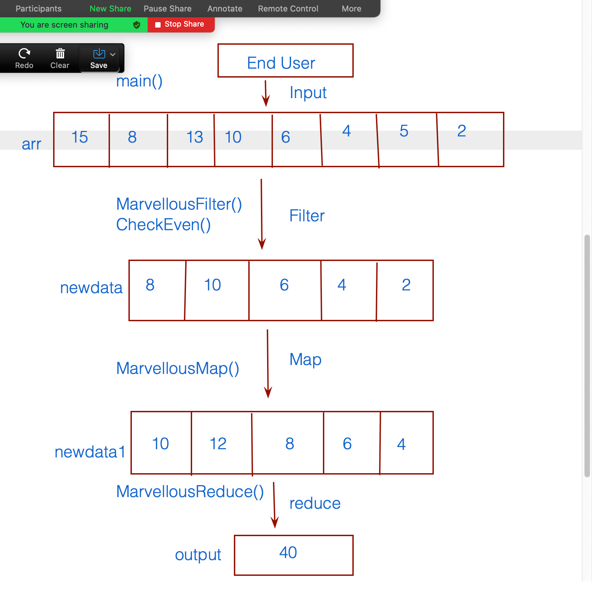 Participants New Share Pause Share Annotate Remote Control More
You are screen sharing Stop Share
Redo Clear Save
End User
main()
Input
arr 15 8 13 10 6 4 5 2
MarvellousFilter()
CheckEven()
Filter
newdata 8 10 6 4 2
Map
MarvellousMap()
newdata1 10 12 8 6 4
MarvellousReduce()
reduce
output 40